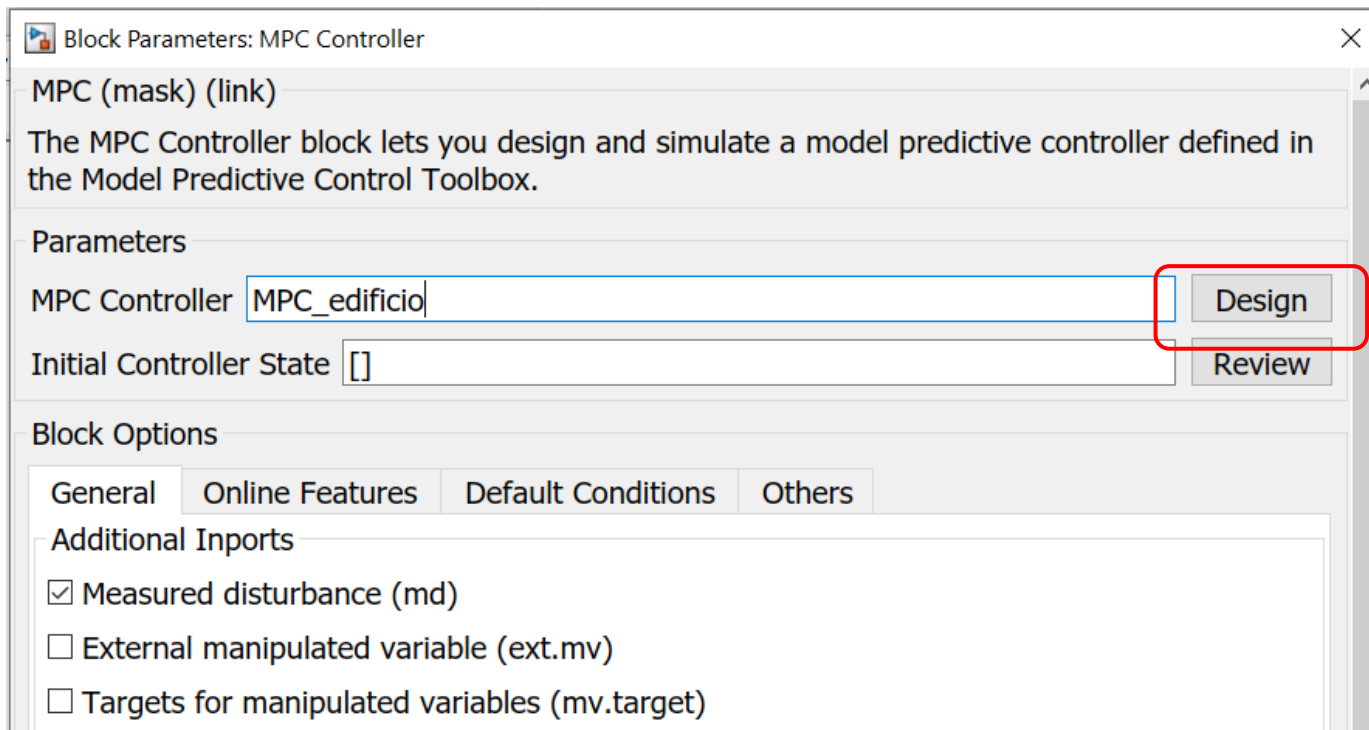 Block Parameters: MPC Controller
MPC (mask) (link)
The MPC Controller block lets you design and simulate a model predictive controller defined in
the Model Predictive Control Toolbox.
Parameters
MPC Controller MPC_edificio Design
Initial Controller State [] Review
Block Options
General Online Features Default Conditions Others
Additional Inports
Measured disturbance (md)
External manipulated variable (ext.mv)
Targets for manipulated variables (mv.target)